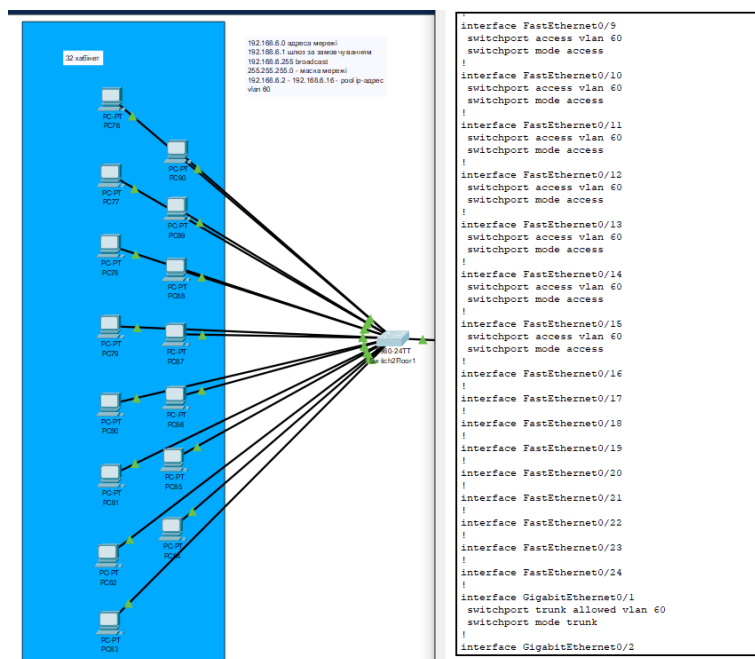 32 кабінет
192.168.6.0 адреса мережі
192.168.6.1 шлюз за замовчуванням
192.168.6.255 broadcast
255.255.255.0 - маска мережі
192.168.6.2 - 192.168.6.16 - pool ip-адрес
vlan 60
PC-PT
PC76
PC-PT
PC90
PC-PT
PC77
PC-PT
PC89
PC-PT
PC78
PC-PT
PC-PT
PC79
PC-PT
PC87
PC-PT
PC80
PC-PT
PC86
PC-PT
PC81
PC-PT
PC85
PC-PT
PC-PT
PC82
PC-PT
PC83
Switch2Floor1
!
interface FastEthernet0/9
switchport access vlan 60
switchport mode access
!
interface FastEthernet0/10
switchport access vlan 60
switchport mode access
!
interface FastEthernet0/11
switchport access vlan 60
switchport mode access
!
interface FastEthernet0/12
switchport access vlan 60
switchport mode access
!
interface FastEthernet0/13
switchport access vlan 60
switchport mode access
!
interface FastEthernet0/14
switchport access vlan 60
switchport mode access
!
interface FastEthernet0/15
switchport access vlan 60
switchport mode access
!
interface FastEthernet0/16
!
interface FastEthernet0/17
!
interface FastEthernet0/18
!
interface FastEthernet0/19
!
interface FastEthernet0/20
!
interface FastEthernet0/21
!
interface FastEthernet0/22
!
interface FastEthernet0/23
!
interface FastEthernet0/24
!
interface GigabitEthernet0/1
switchport trunk allowed vlan 60
switchport mode trunk
!
interface GigabitEthernet0/2